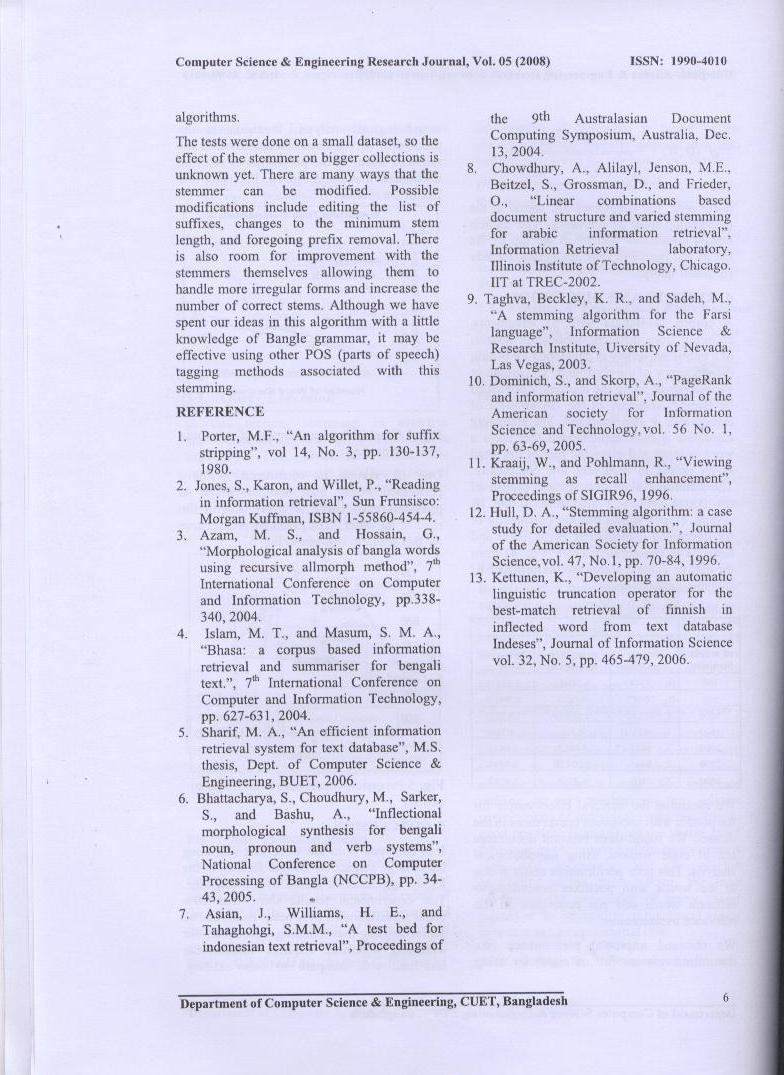 Computer Science & Engineering Research Journal, Vol. 05 (2008) ISSN: 1990-4010
algorithms.
The tests were done on a small dataset, so the
effect of the stemmer on bigger collections is
unknown yet. There are many ways that the
stemmer can be modified. Possible
modifications include editing the list of
suffixes, changes to the minimum stem
length, and foregoing prefix removal. There
is also room for improvement with the
stemmers themselves allowing them to
handle more irregular forms and increase the
number of correct stems. Although we have
spent our ideas in this algorithm with a little
knowledge of Bangle grammar, it may be
effective using other POS (parts of speech)
tagging methods associated with this
stemming.
REFERENCE
1. Porter, M.F., “An algorithm for suffix
stripping”, vol 14, No. 3, pp. 130-137,
1980.
2. Jones, S., Karon, and Willet, P., “Reading
in information retrieval”, Sun Frunsisco:
Morgan Kuffman, ISBN 1-55860-454-4.
3. Azam, M. S., and Hossain, G.,
“Morphological analysis of bangla words
using recursive allmorph method”, 7th
International Conference on Computer
and Information Technology, pp.338-
340, 2004.
4. Islam, M. T., and Masum, S. M. A.,
“Bhasa: a corpus based information
retrieval and summariser for bengali
text.”, 7th International Conference on
Computer and Information Technology,
pp. 627-631, 2004.
5. Sharif, M. A., “An efficient information
retrieval system for text database”, M.S.
thesis, Dept. of Computer Science &
Engineering, BUET, 2006.
6. Bhattacharya, S., Choudhury, M., Sarker,
S., and Bashu, A., “Inflectional
morphological synthesis for bengali
noun, pronoun and verb systems”,
National Conference on Computer
Processing of Bangla (NCCPB), pp. 34-
43, 2005.
7. Asian, J., Williams, H. E., and
Tahaghohgi, S.M.M., “A test bed for
indonesian text retrieval”, Proceedings of
the 9th Australasian Document
Computing Symposium, Australia, Dec.
13, 2004.
8. Chowdhury, A., Alilayl, Jenson, M.E.,
Beitzel, S., Grossman, D., and Frieder,
O., “Linear combinations based
document structure and varied stemming
for arabic information retrieval”,
Information Retrieval laboratory,
Illinois Institute of Technology, Chicago.
IIT at TREC-2002.
9. Taghva, Beckley, K. R., and Sadeh, M.,
“A stemming algorithm for the Farsi
language”, Information Science &
Research Institute, Uiversity of Nevada,
Las Vegas, 2003.
10. Dominich, S., and Skorp, A., “PageRank
and information retrieval”, Journal of the
American society for Information
Science and Technology, vol. 56 No. 1,
pp. 63-69, 2005.
11. Kraaij, W., and Pohlmann, R., “Viewing
stemming as recall enhancement”,
Proceedings of SIGIR96, 1996.
12. Hull, D. A., “Stemming algorithm: a case
study for detailed evaluation.”, Journal
of the American Society for Information
Science, vol. 47, No.1, pp. 70-84, 1996.
13. Kettunen, K., “Developing an automatic
linguistic truncation operator for the
best-match retrieval of finnish in
inflected word from text database
Indeses”, Journal of Information Science
vol. 32, No. 5, pp. 465-479, 2006.
Department of Computer Science & Engineering, CUET, Bangladesh 6